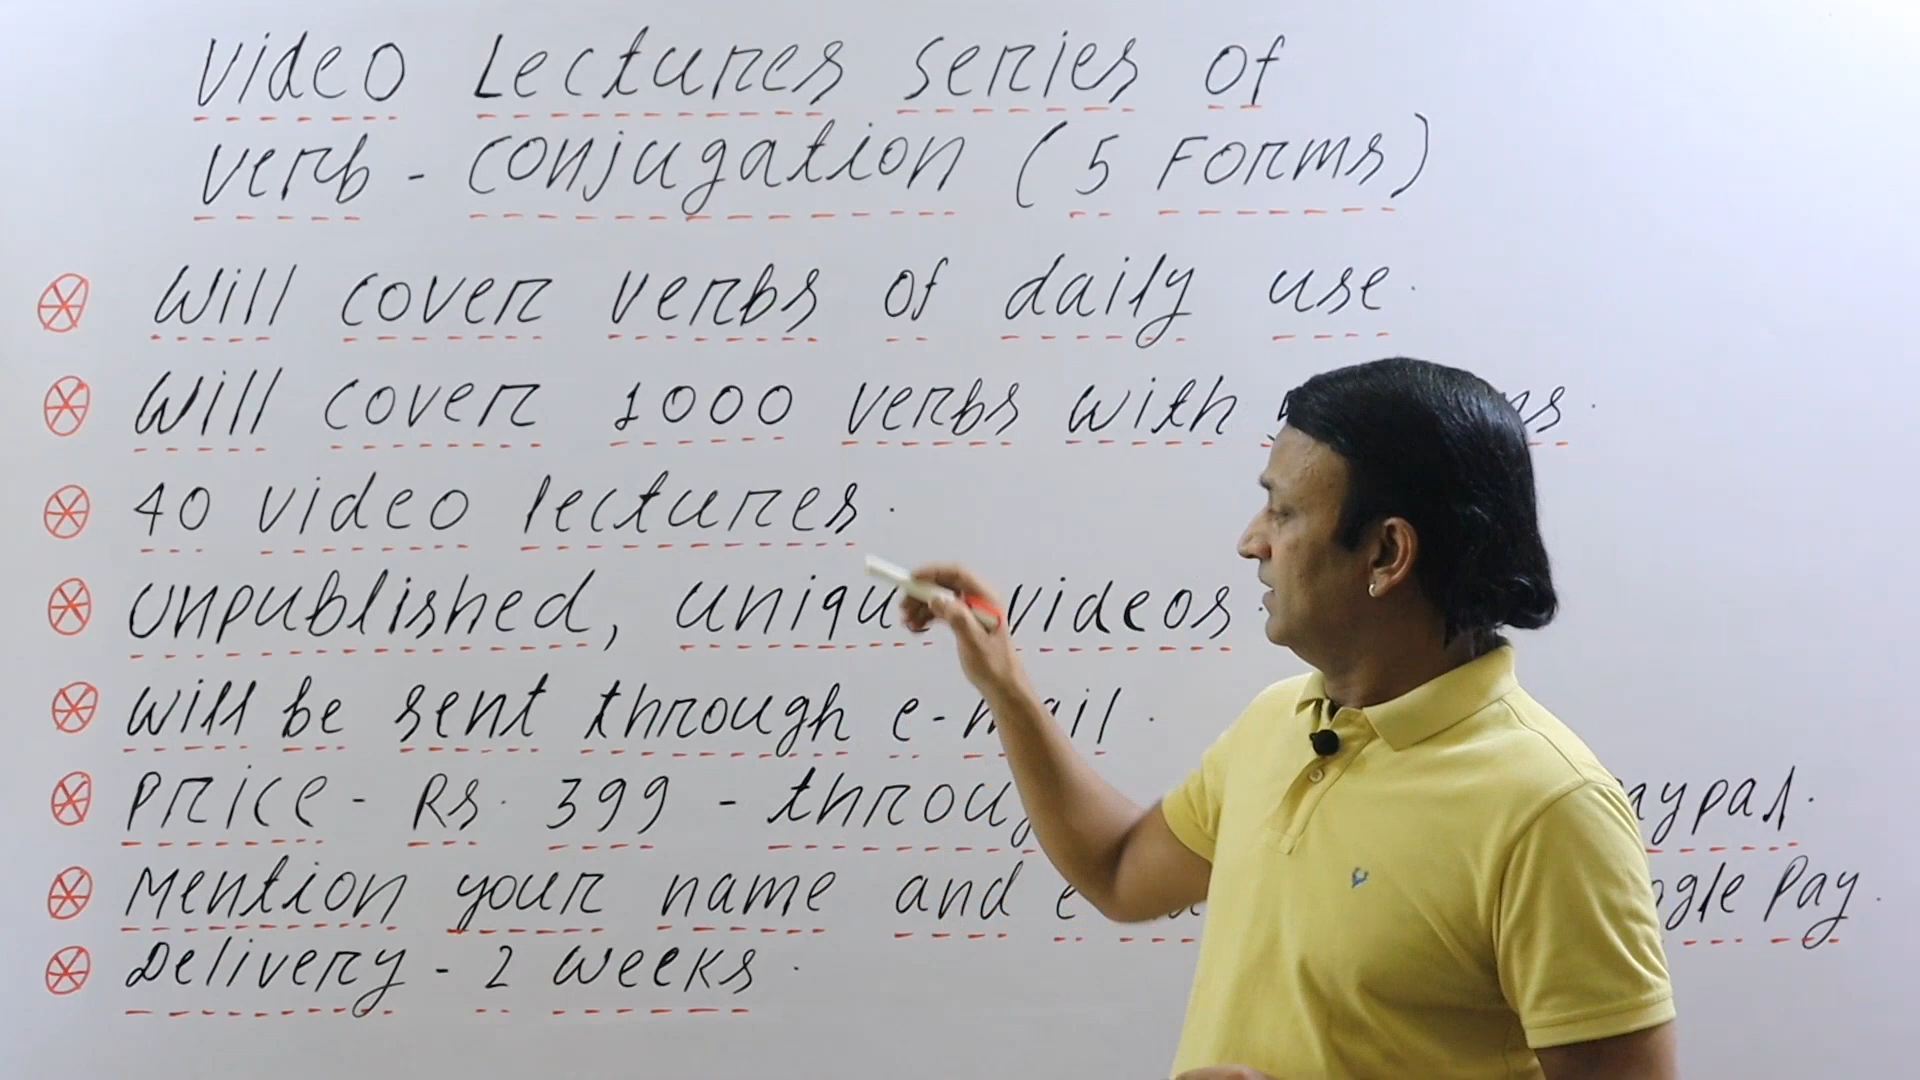 Video Lectures series of
verb - conjugation (5 Forms)
Will cover verbs of daily use.
Will cover 1000 verbs with
40 video lectures.
Unpublished, unique videos
Will be sent through e-mail.
Price - Rs. 399 -
Mention your name and
Delivery - 2 weeks.